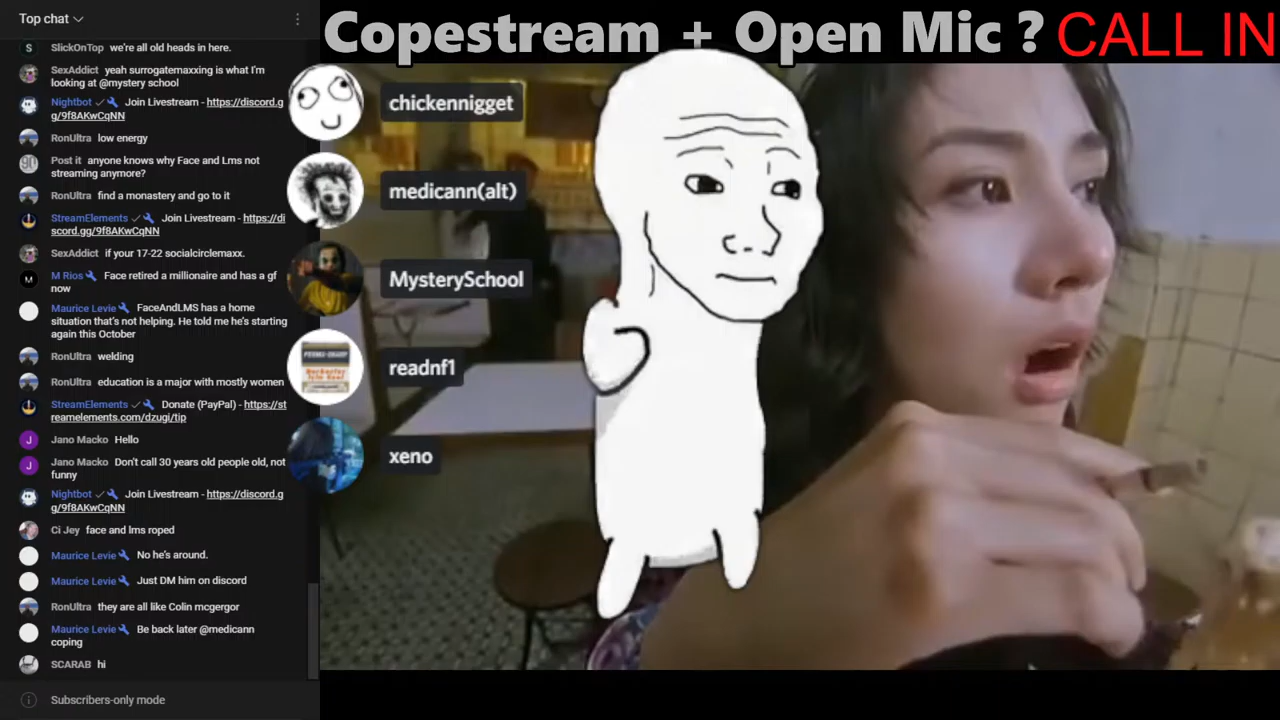 Top chat
Copestream + Open Mic ? CALL IN
SlickOnTop we're all old heads in here.
SexAddict yeah surrogatemaxxing is what I'm
looking at @mystery school
Nightbot Join Livestream - https://discord.g
g/9f8AKwCqNN
RonUltra low energy
Post it anyone knows why Face and Lms not
streaming anymore?
RonUltra find a monastery and go to it
StreamElements Join Livestream - https://di
scord.gg/9f8AKwCqNN
SexAddict if your 17-22 socialcirclemaxx.
M Rios Face retired a millionaire and has a gf
now
Maurice Levie FaceAndLMS has a home
situation that's not helping. He told me he's starting
again this October
RonUltra welding
RonUltra education is a major with mostly women
StreamElements Donate (PayPal) - https://st
reamelements.com/dzugi/tip
Jano Macko Hello
Jano Macko Don't call 30 years old people old, not
funny
Nightbot Join Livestream - https://discord.g
g/9f8AKwCqNN
Ci Jey face and lms roped
Maurice Levie No he's around.
Maurice Levie Just DM him on discord
RonUltra they are all like Colin mcgergor
Maurice Levie Be back later @medicann
coping
SCARAB hi
Subscribers-only mode
chickennigget
medicann(alt)
MysterySchool
readnf1
xeno